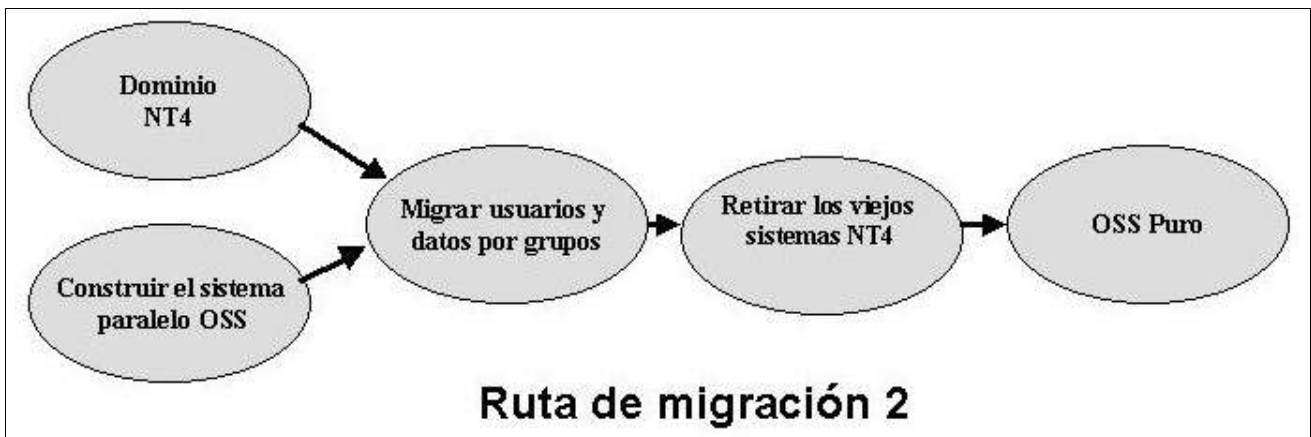 Dominio
NT4
Construir el sistema
paralelo OSS
Migrar usuarios y
datos por grupos
Retirar los viejos
sistemas NT4
OSS Puro
Ruta de migración 2